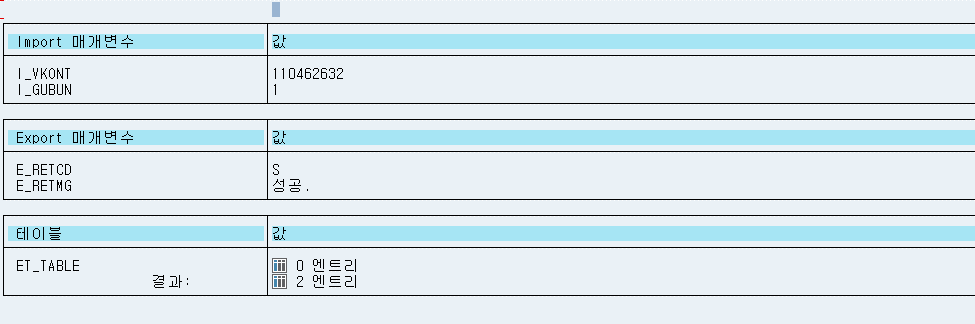 Import 매개변수 값
I_VKONT 110462632
I_GUBUN 1
Export 매개변수 값
E_RETCD S
E_RETMG 성공.
테이블 값
ET_TABLE 0 엔트리
결과: 2 엔트리